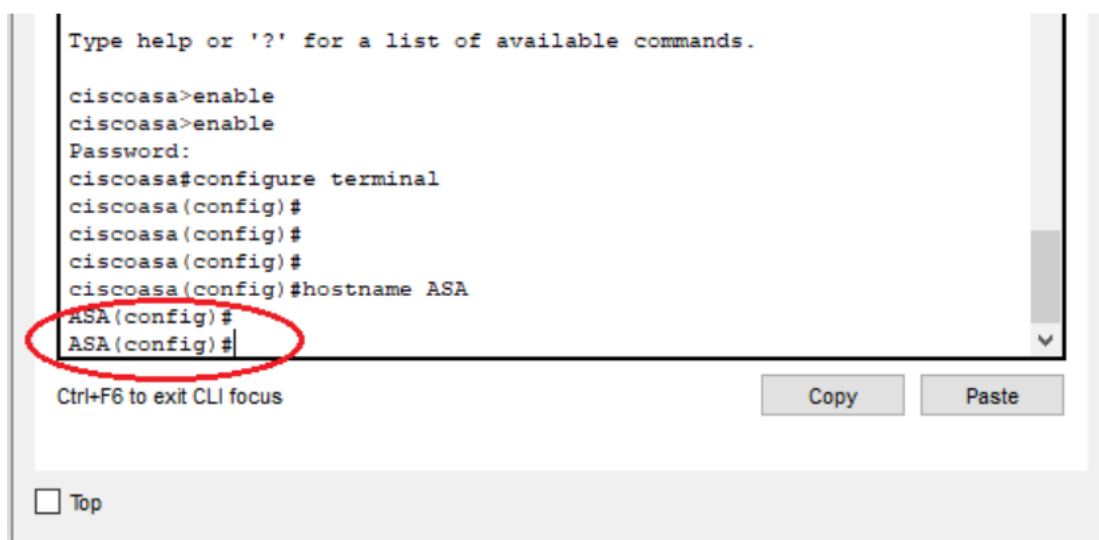 Type help or '?' for a list of available commands.
ciscoasa>enable
ciscoasa>enable
Password:
ciscoasa#configure terminal
ciscoasa(config)#
ciscoasa(config)#
ciscoasa(config)#
ciscoasa(config)#hostname ASA
ASA(config)#
ASA(config)#
Ctrl+F6 to exit CLI focus
Copy
Paste
Top